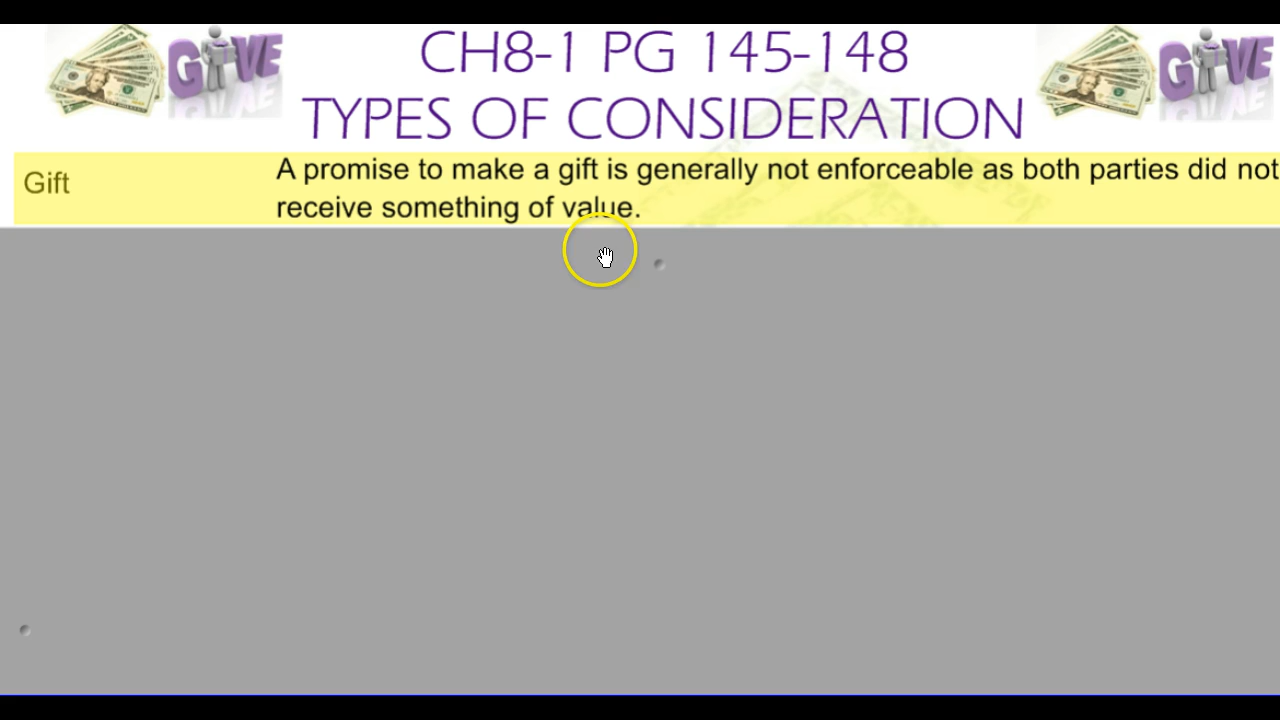 GIVE
CH8-1 PG 145-148
GIVE
TYPES OF CONSIDERATION
Gift
A promise to make a gift is generally not enforceable as both parties did not
receive something of value.